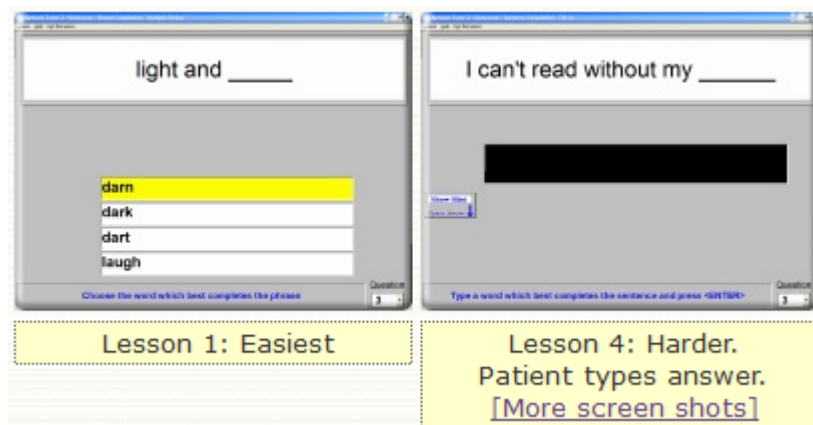 light and _____
darn
dark
dart
laugh
Choose the word which best completes the phrase
Question
3
Lesson 1: Easiest
I can't read without my _______
Type a word which best completes the sentence and press <ENTER>
Question
3
Lesson 4: Harder.
Patient types answer.
[More screen shots]